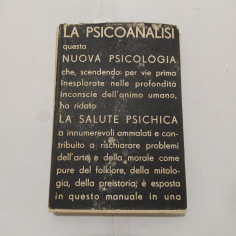 LA PSICOANALISI
questa
NUOVA PSICOLOGIA
che, scendendo per vie prima
inesplorate nelle profondità
inconscie dell'animo umano,
ha ridato
LA SALUTE PSICHICA
a innumerevoli ammalati e con-
tribuito a rischiarare problemi
dell'arte e della morale come
pure del folklore, della mitolo-
gia, della preistoria, è esposta
in questo manuale in una